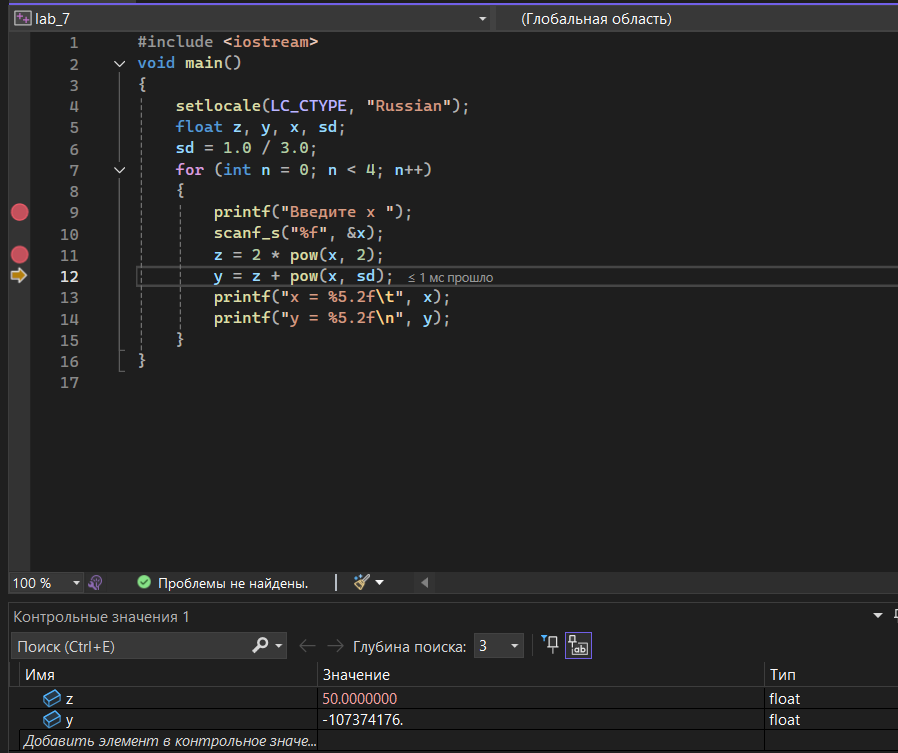 lab_7 (Глобальная область)
1 #include <iostream>
2 void main()
3 {
4 setlocale(LC_CTYPE, "Russian");
5 float z, y, x, sd;
6 sd = 1.0 / 3.0;
7 for (int n = 0; n < 4; n++)
8 {
9 printf("Введите x ");
10 scanf_s("%f", &x);
11 z = 2 * pow(x, 2);
12 y = z + pow(x, sd); ≤ 1 мс прошло
13 printf("x = %5.2f\t", x);
14 printf("y = %5.2f\n", y);
15 }
16 }
17
100 % Проблемы не найдены.
Контрольные значения 1
Поиск (Ctrl+E) Глубина поиска: 3
Имя Значение Тип
z 50.0000000 float
y -107374176. float
Добавить элемент в контрольное значе...